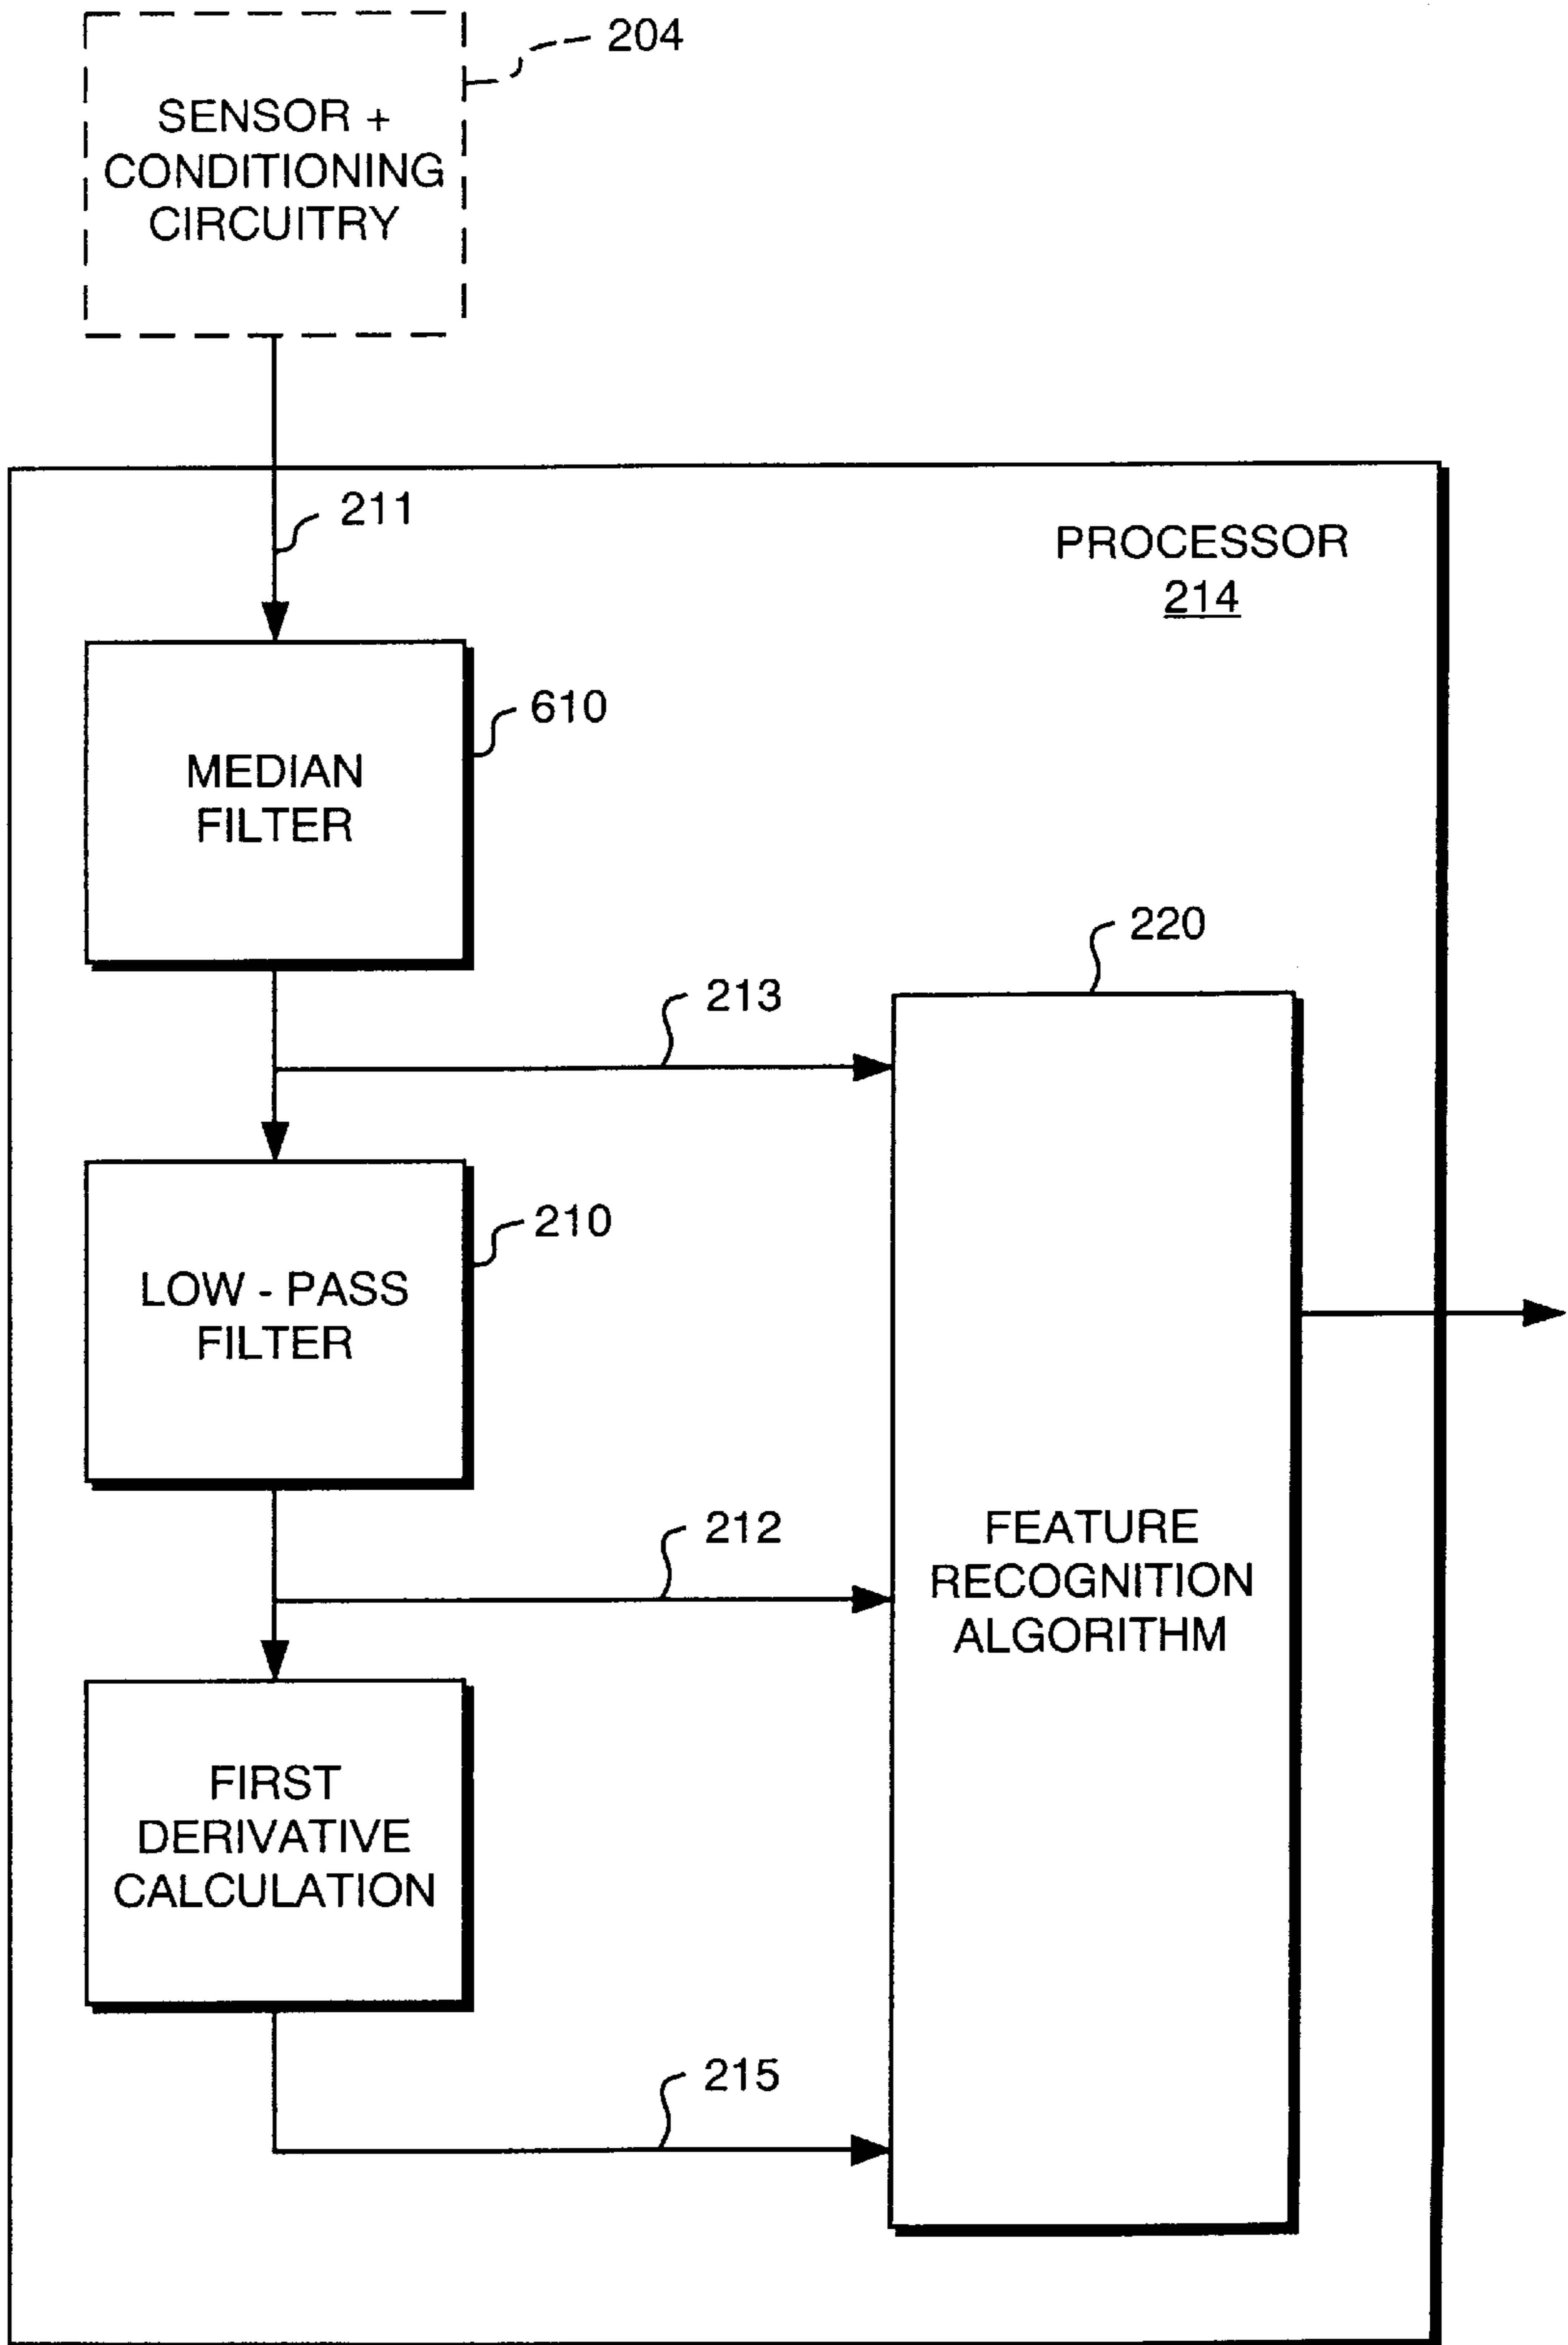 204
SENSOR +
CONDITIONING
CIRCUITRY
211
PROCESSOR
214
610
MEDIAN
FILTER
220
213
210
LOW - PASS
FILTER
212
FEATURE
RECOGNITION
ALGORITHM
FIRST
DERIVATIVE
CALCULATION
215